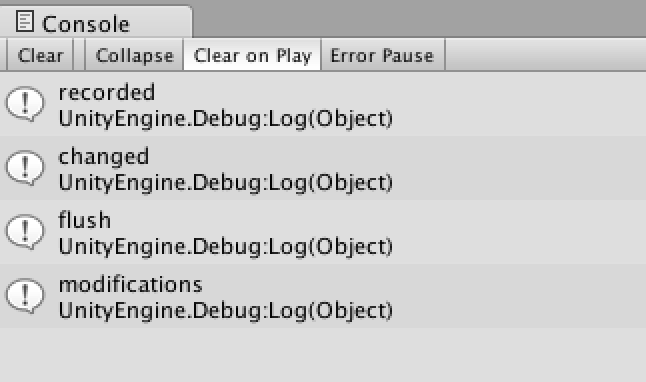 Console
Clear Collapse Clear on Play Error Pause
recorded
UnityEngine.Debug:Log(Object)
changed
UnityEngine.Debug:Log(Object)
flush
UnityEngine.Debug:Log(Object)
modifications
UnityEngine.Debug:Log(Object)